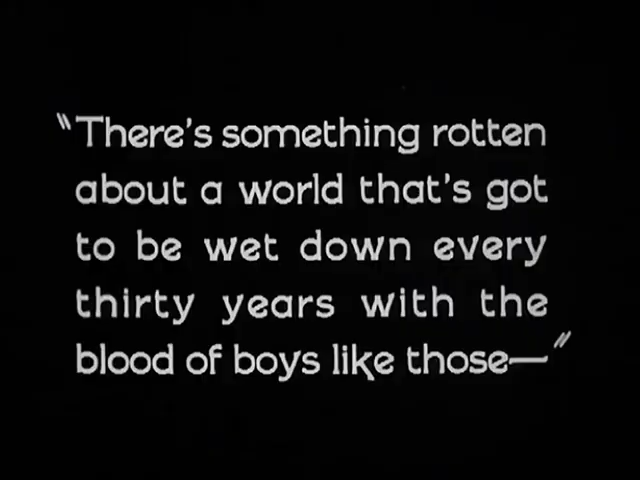 "There's something rotten
about a world that's got
to be wet down every
thirty years with the
blood of boys like those—"